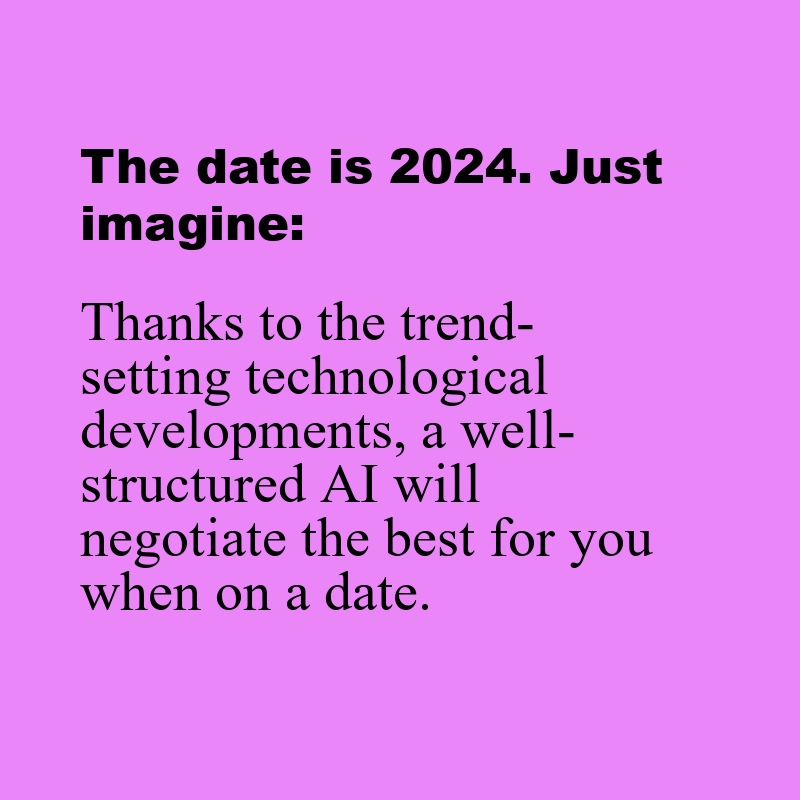 The date is 2024. Just
imagine:
Thanks to the trend-
setting technological
developments, a well-
structured AI will
negotiate the best for you
when on a date.